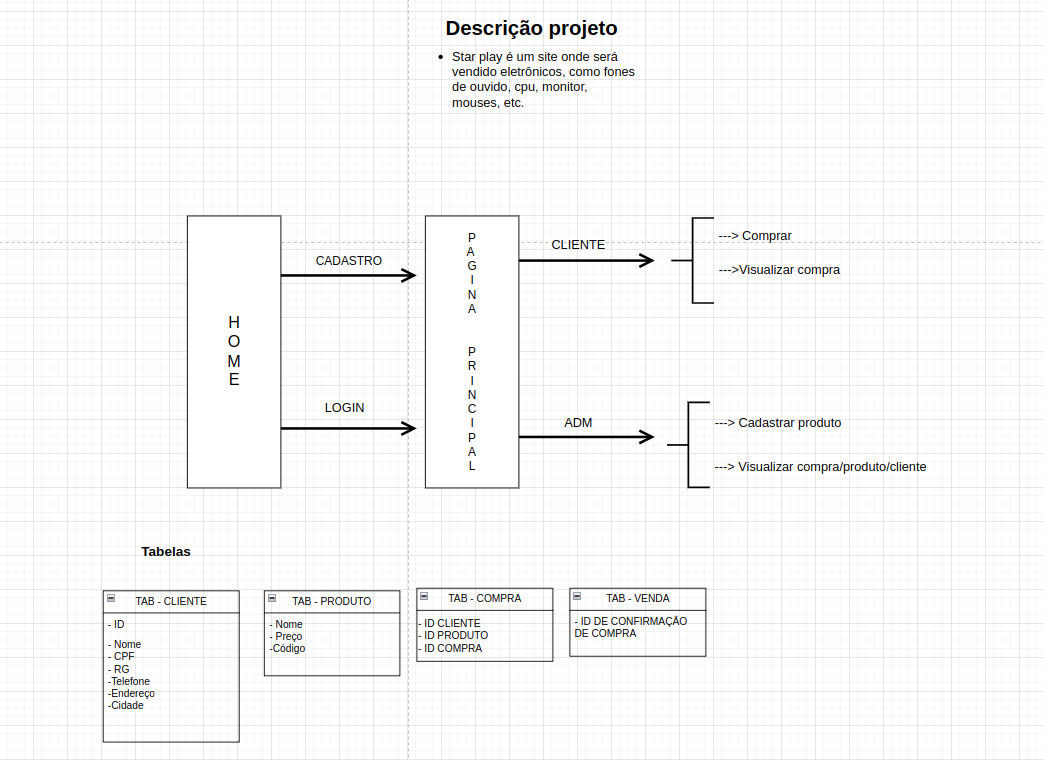 Descrição projeto
• Star play é um site onde será
vendido eletrônicos, como fones
de ouvido, cpu, monitor,
mouses, etc.
HOME
CADASTRO
LOGIN
PAGINA PRINCIPAL
CLIENTE
---> Comprar
--->Visualizar compra
ADM
---> Cadastrar produto
---> Visualizar compra/produto/cliente
Tabelas
TAB - CLIENTE
- ID
- Nome
- CPF
- RG
-Telefone
-Endereço
-Cidade
TAB - PRODUTO
- Nome
- Preço
-Código
TAB - COMPRA
- ID CLIENTE
- ID PRODUTO
- ID COMPRA
TAB - VENDA
- ID DE CONFIRMAÇÃO
DE COMPRA